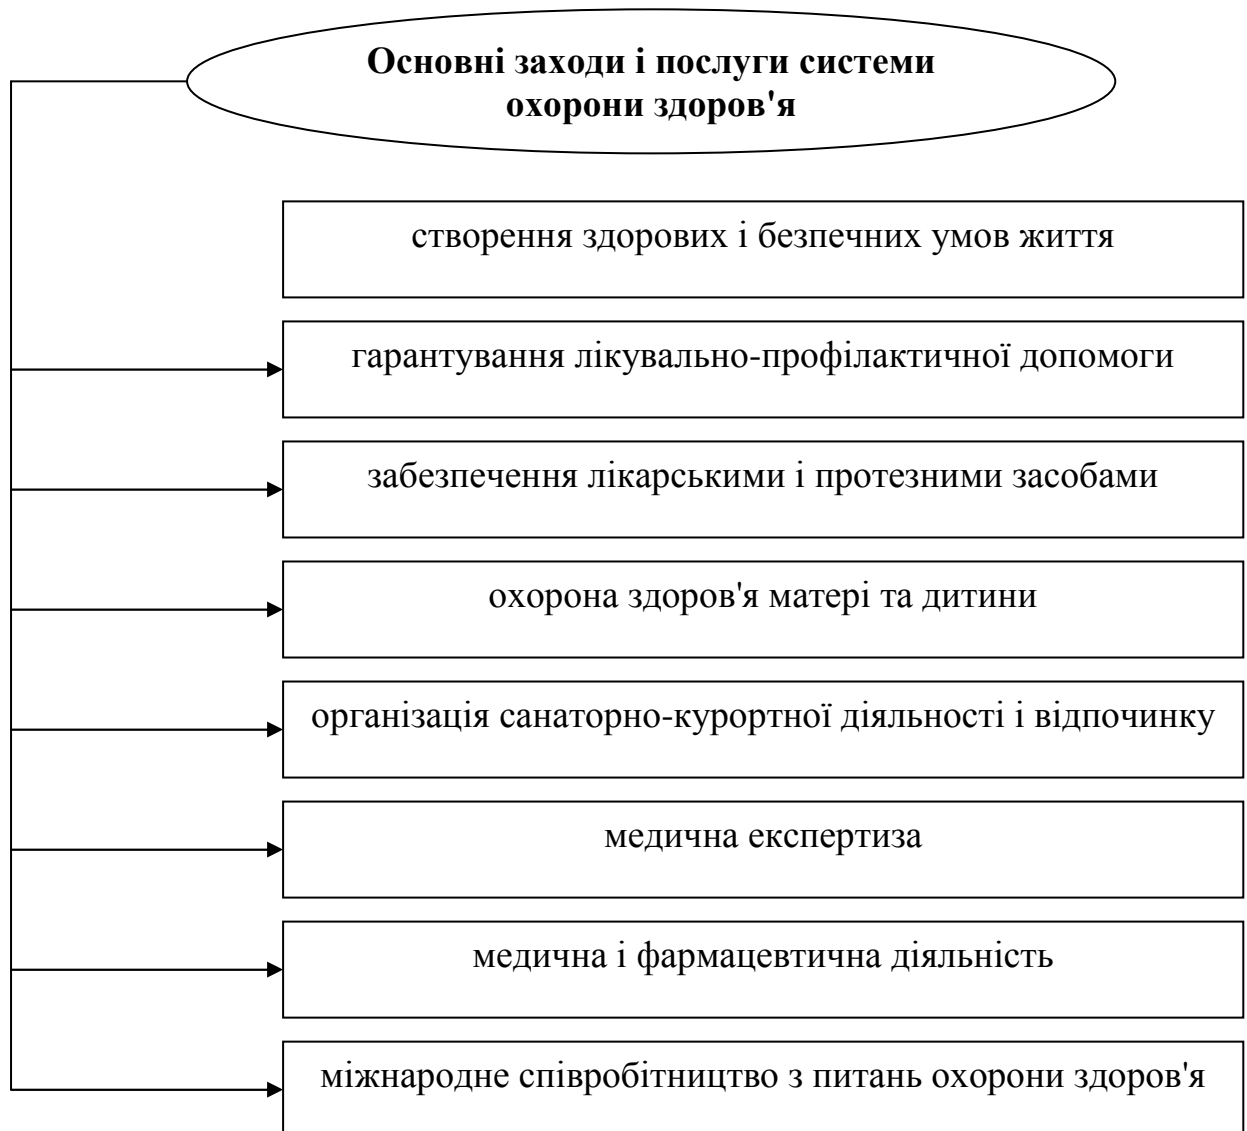 Основні заходи і послуги системи
охорони здоров'я
створення здорових і безпечних умов життя
гарантування лікувально-профілактичної допомоги
забезпечення лікарськими і протезними засобами
охорона здоров'я матері та дитини
організація санаторно-курортної діяльності і відпочинку
медична експертиза
медична і фармацевтична діяльність
міжнародне співробітництво з питань охорони здоров'я